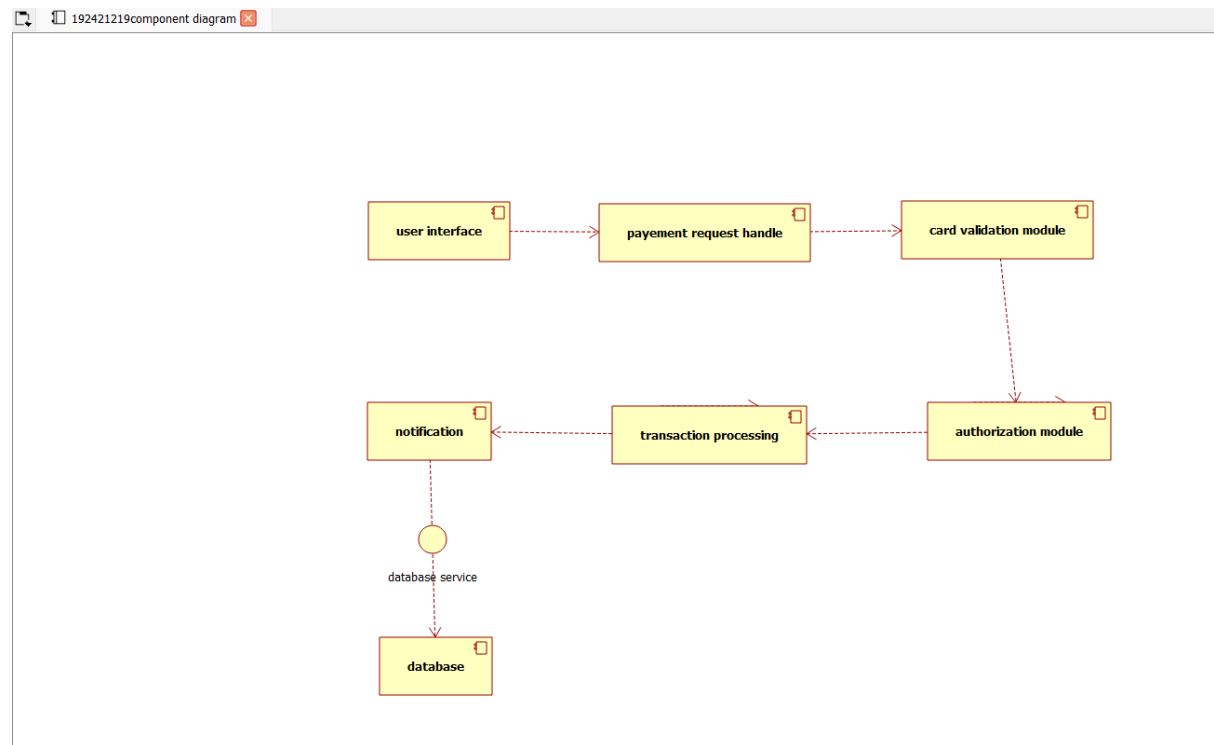 192421219component diagram
user interface
payement request handle
card validation module
notification
transaction processing
authorization module
database service
database